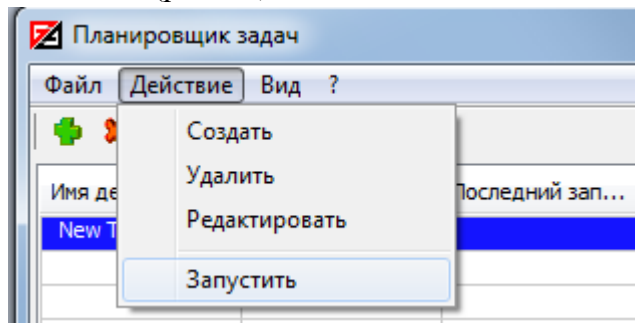 Планировщик задач
Файл Действие Вид ?
Создать
Удалить
Имя де Последний зап...
Редактировать
New T
Запустить